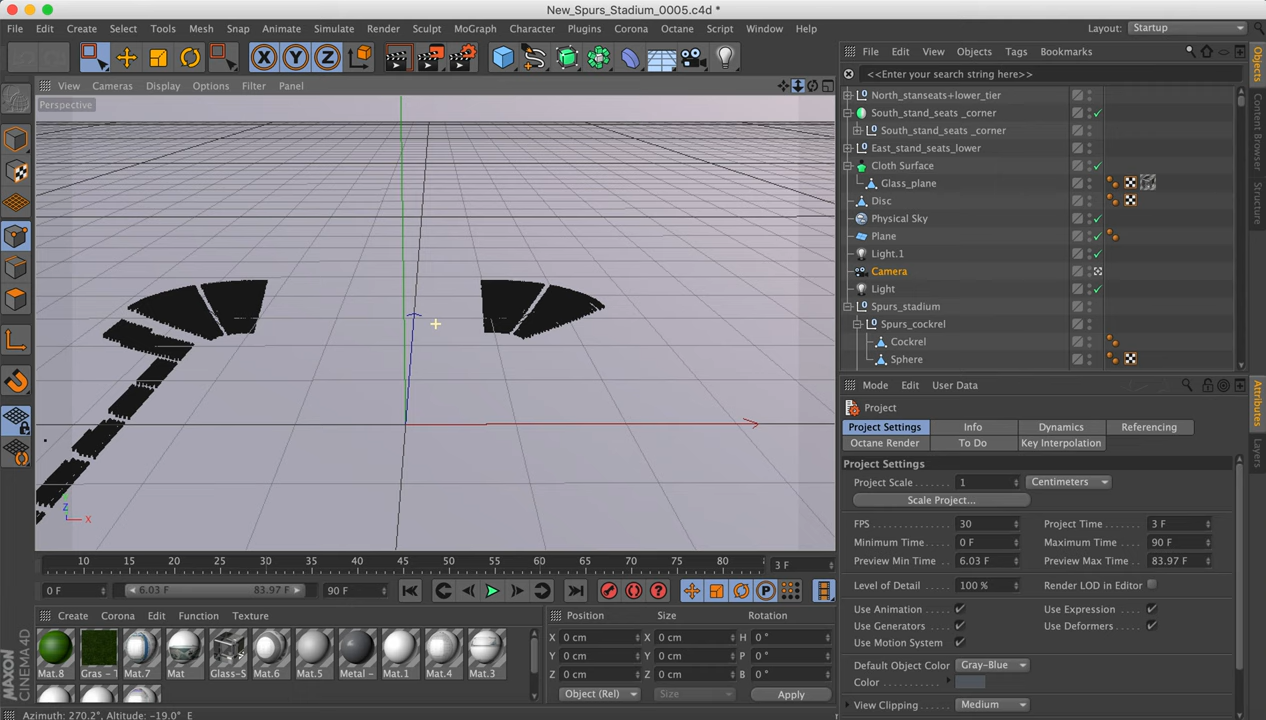 New_Spurs_Stadium_0005.c4d *
File Edit Create Select Tools Mesh Snap Animate Simulate Render Sculpt MoGraph Character Plugins Corona Octane Script Window Help Layout: Startup
X Y Z
View Cameras Display Options Filter Panel
Perspective
Z
X
File Edit View Objects Tags Bookmarks
<<Enter your search string here>>
North_stanseats+lower_tier
South_stand_seats _corner
South_stand_seats _corner
East_stand_seats_lower
Cloth Surface
Glass_plane
Disc
Physical Sky
Plane
Light.1
Camera
Light
Spurs_stadium
Spurs_cockrel
Cockrel
Sphere
Objects
Content Browser
Structure
Mode Edit User Data
Project
Project Settings Info Dynamics Referencing
Octane Render To Do Key Interpolation
Project Settings
Project Scale 1 Centimeters
Scale Project...
FPS 30 Project Time 3 F
Minimum Time 0 F Maximum Time 90 F
Preview Min Time 6.03 F Preview Max Time 83.97 F
Level of Detail 100 % Render LOD in Editor
Use Animation Use Expression
Use Generators Use Deformers
Use Motion System
Default Object Color Gray-Blue
Color
View Clipping Medium
Attributes
Layers
10 15 20 25 30 35 40 45 50 55 60 65 70 75 80 3 F
0 F 6.03 F 83.97 F 90 F
P
Create Corona Edit Function Texture
Mat.8 Gras - T Mat.7 Mat Glass-S Mat.6 Mat.5 Metal - Mat.1 Mat.4 Mat.3
Position Size Rotation
X 0 cm X 0 cm H 0 °
Y 0 cm Y 0 cm P 0 °
Z 0 cm Z 0 cm B 0 °
Object (Rel) Size Apply
MAXON
CINEMA 4D
Azimuth: 270.2°, Altitude: -19.0° E